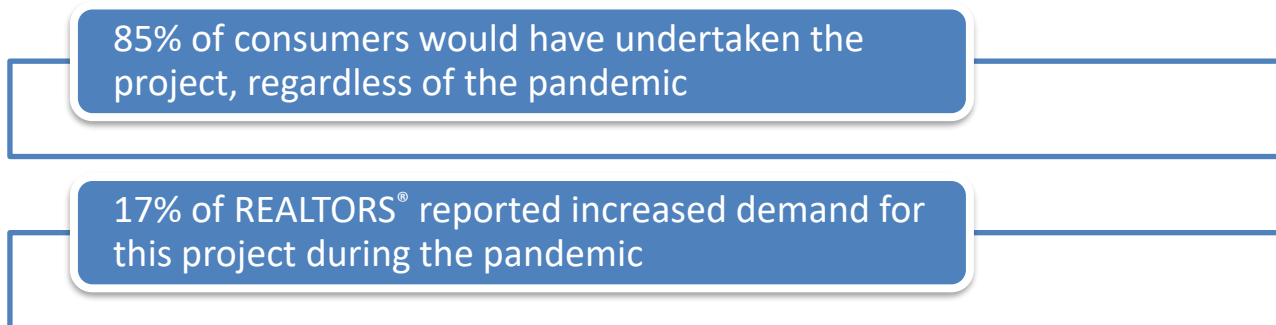 85% of consumers would have undertaken the
project, regardless of the pandemic
17% of REALTORS® reported increased demand for
this project during the pandemic